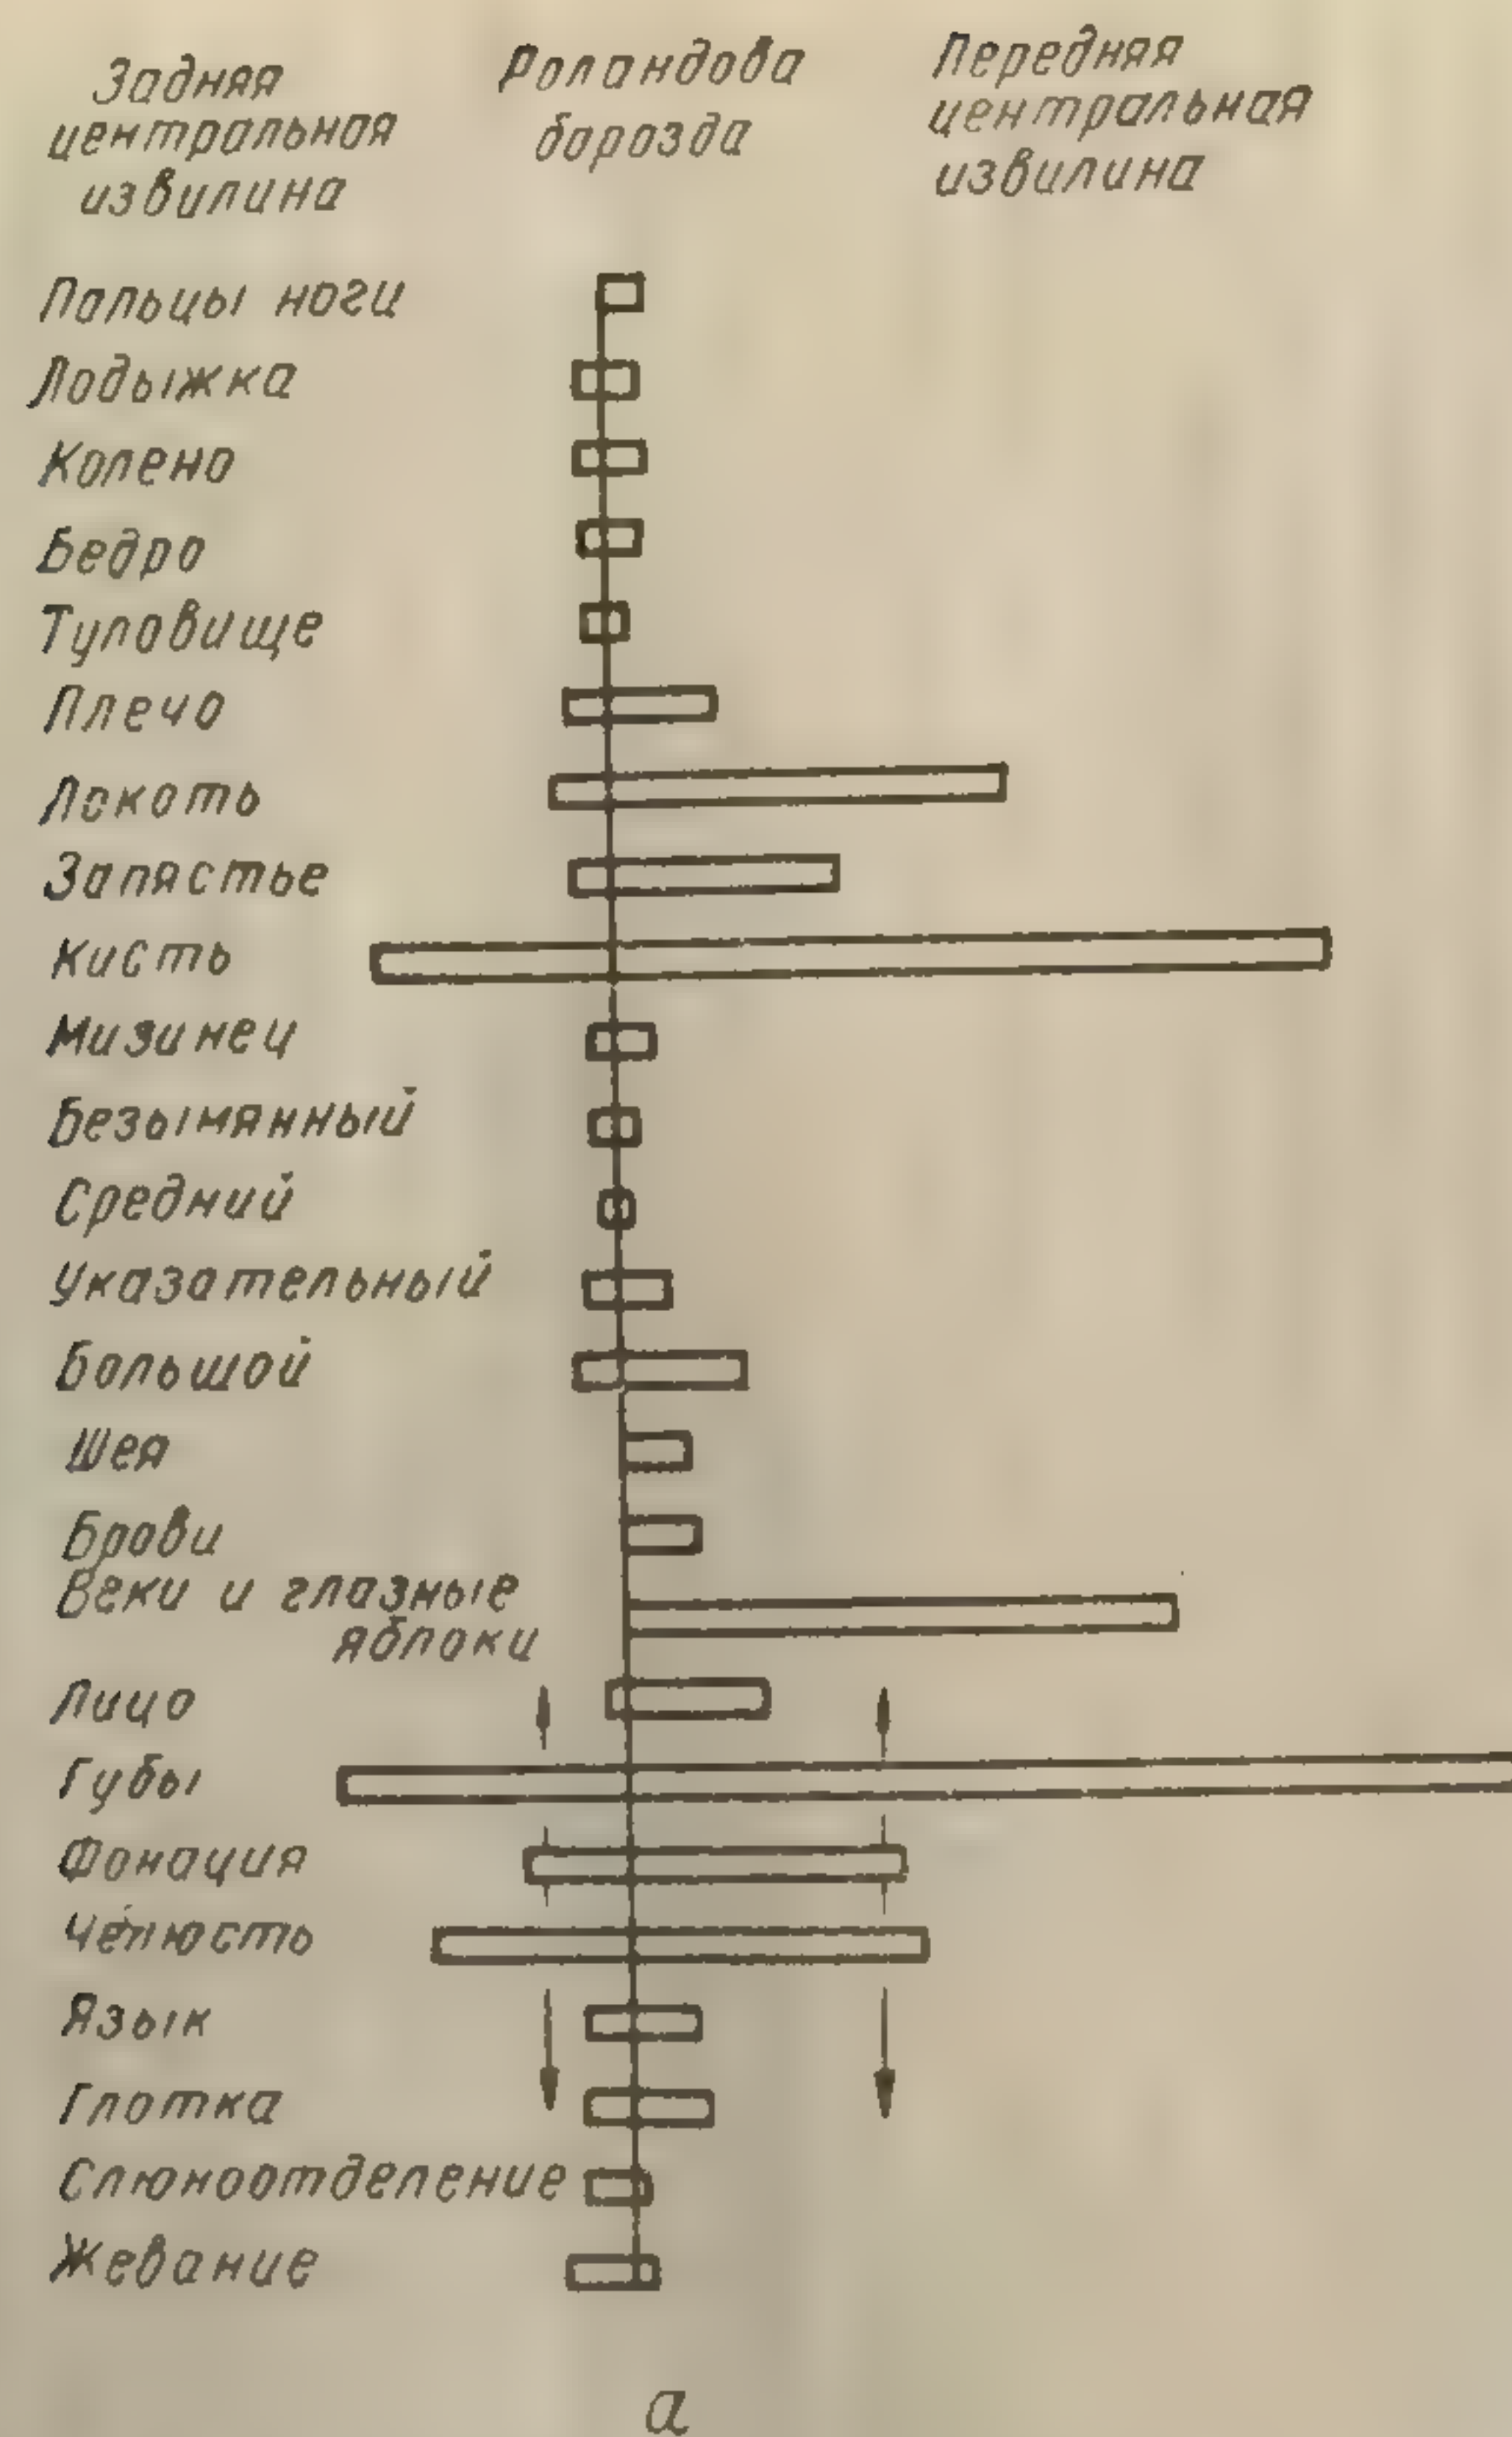 Задняя
центральная
извилина
Роландова
борозда
Передняя
центральная
извилина
Пальцы ноги
Лодыжка
Колено
Бедро
Туловище
Плечо
Локоть
Запястье
Кисть
Мизинец
Безымянный
Средний
Указательный
Большой
Шея
Брови
Веки и глазные
яблоки
Лицо
Губы
Фонация
Челюсть
Язык
Глотка
Слюноотделение
Жевание
а